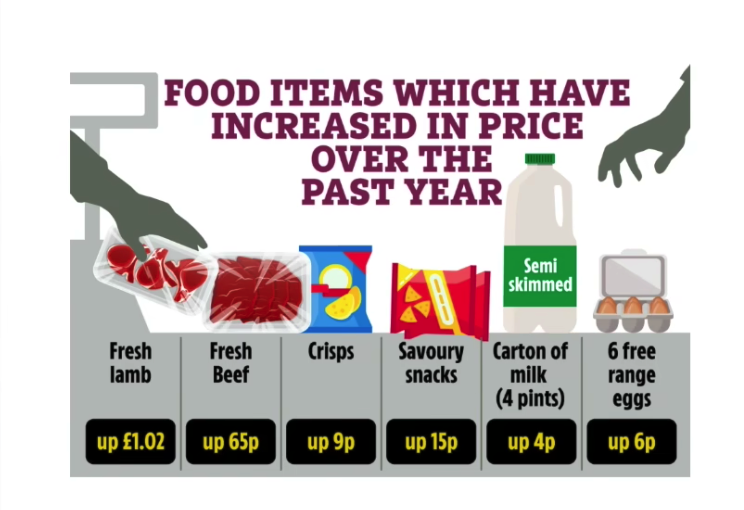 FOOD ITEMS WHICH HAVE
INCREASED IN PRICE
OVER THE
PAST YEAR
Semi
skimmed
Fresh
lamb
up £1.02
Fresh
Beef
up 65p
Crisps
up 9p
Savoury
snacks
up 15p
Carton of
milk
(4 pints)
up 4p
6 free
range
eggs
up 6p